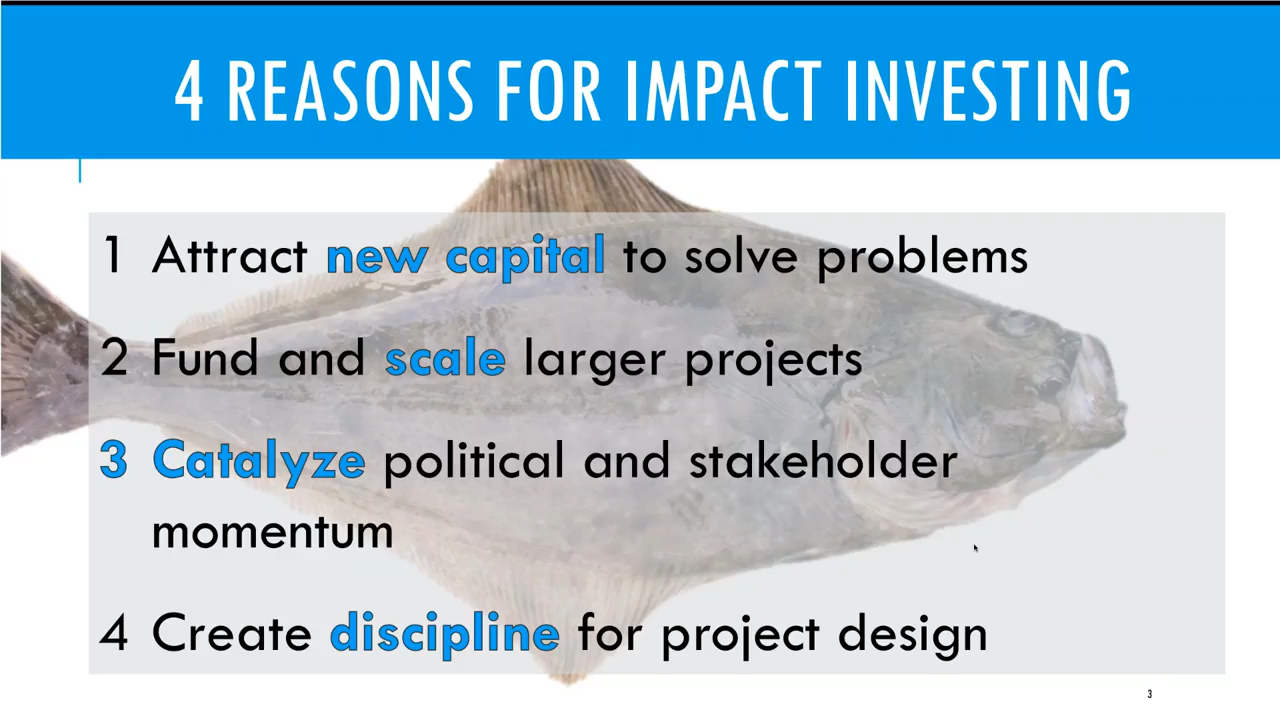 4 REASONS FOR IMPACT INVESTING
1 Attract new capital to solve problems
2 Fund and scale larger projects
3 Catalyze political and stakeholder
momentum
4 Create discipline for project design
3